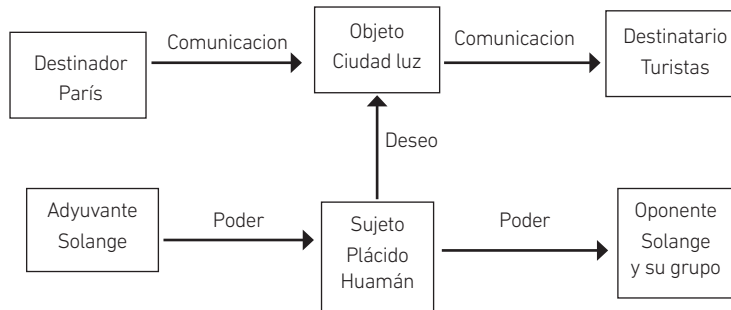 Destinador
París
Comunicacion
Objeto
Ciudad luz
Comunicacion
Destinatario
Turistas
Deseo
Adyuvante
Solange
Poder
Sujeto
Plácido
Huamán
Poder
Oponente
Solange
y su grupo